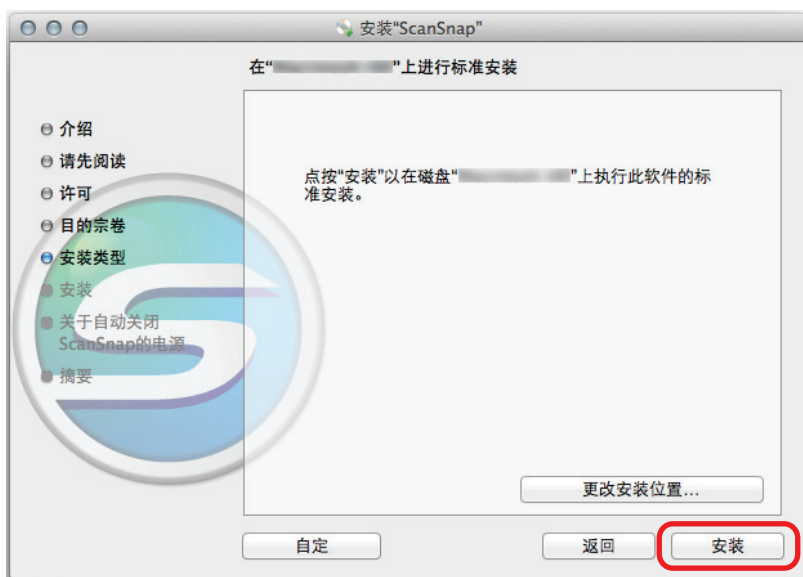 安装“ScanSnap”
在“ ”上进行标准安装
介绍
请先阅读
许可
目的宗卷
安装类型
安装
关于自动关闭
ScanSnap的电源
摘要
点按“安装”以在磁盘“ ”上执行此软件的标
准安装。
更改安装位置...
自定
返回
安装